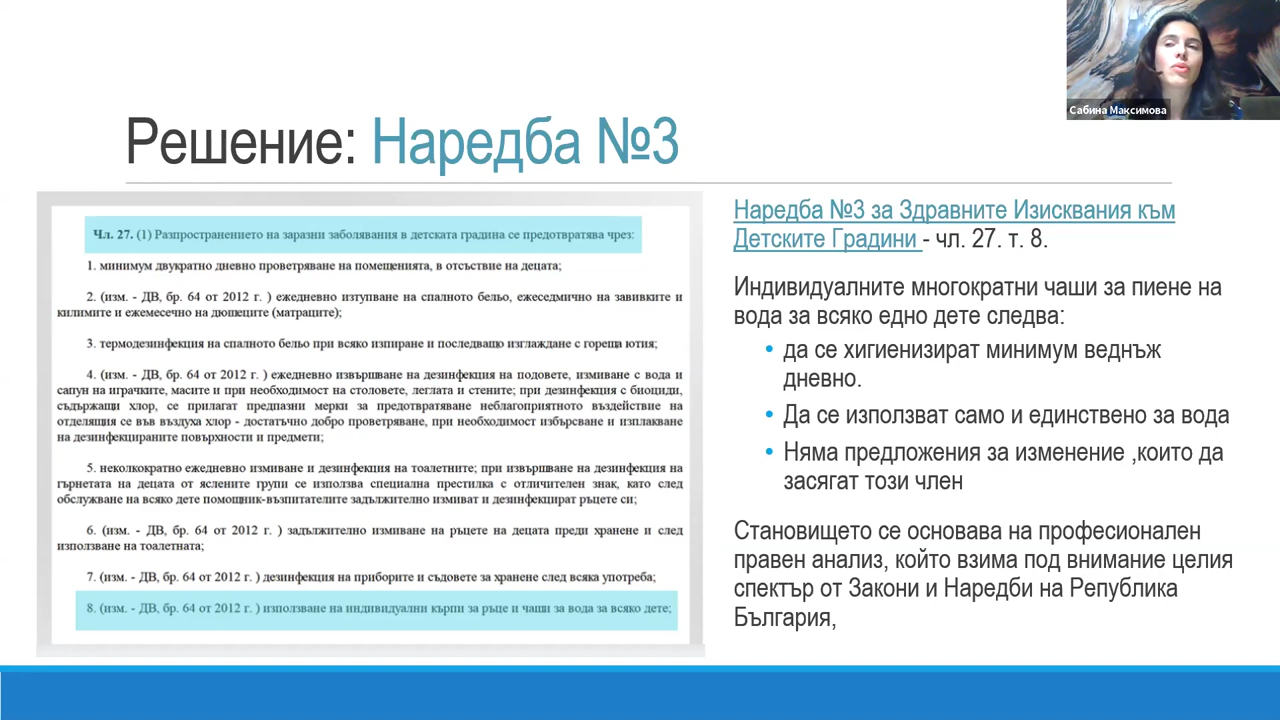 Сабина Максимова
Решение: Наредба №3
Чл. 27. (1) Разпространението на заразни заболявания в детската градина се предотвратява чрез:
1. минимум двукратно дневно проветряване на помещенията, в отсъствие на децата;
2. (изм. - ДВ, бр. 64 от 2012 г. ) ежедневно изтупване на спалното бельо, ежеседмично на завивките и
килимите и ежемесечно на дюшеците (матраците);
3. термодезинфекция на спалното бельо при всяко изпиране и последващо изглаждане с гореща ютия;
4. (изм. - ДВ, бр. 64 от 2012 г. ) ежедневно извършване на дезинфекция на подовете, измиване с вода и
сапун на играчките, масите и при необходимост на столовете, леглата и стените; при дезинфекция с биоциди,
съдържащи хлор, се прилагат предпазни мерки за предотвратяване неблагоприятното въздействие на
отделящия се във въздуха хлор - достатъчно добро проветряване, при необходимост избърсване и изплакване
на дезинфекцираните повърхности и предмети;
5. неколкократно ежедневно измиване и дезинфекция на тоалетните; при извършване на дезинфекция на
гърнетата на децата от яслените групи се използва специална престилка с отличителен знак, като след
обслужване на всяко дете помощник-възпитателите задължително измиват и дезинфекцират ръцете си;
6. (изм. - ДВ, бр. 64 от 2012 г. ) задължително измиване на ръцете на децата преди хранене и след
използване на тоалетната;
7. (изм. - ДВ, бр. 64 от 2012 г. ) дезинфекция на приборите и съдовете за хранене след всяка употреба;
8. (изм. - ДВ, бр. 64 от 2012 г. ) използване на индивидуални кърпи за ръце и чаши за вода за всяко дете;
Наредба №3 за Здравните Изисквания към
Детските Градини - чл. 27. т. 8.
Индивидуалните многократни чаши за пиене на
вода за всяко едно дете следва:
• да се хигиенизират минимум веднъж
дневно.
• Да се използват само и единствено за вода
• Няма предложения за изменение ,които да
засягат този член
Становището се основава на професионален
правен анализ, който взима под внимание целия
спектър от Закони и Наредби на Република
България,